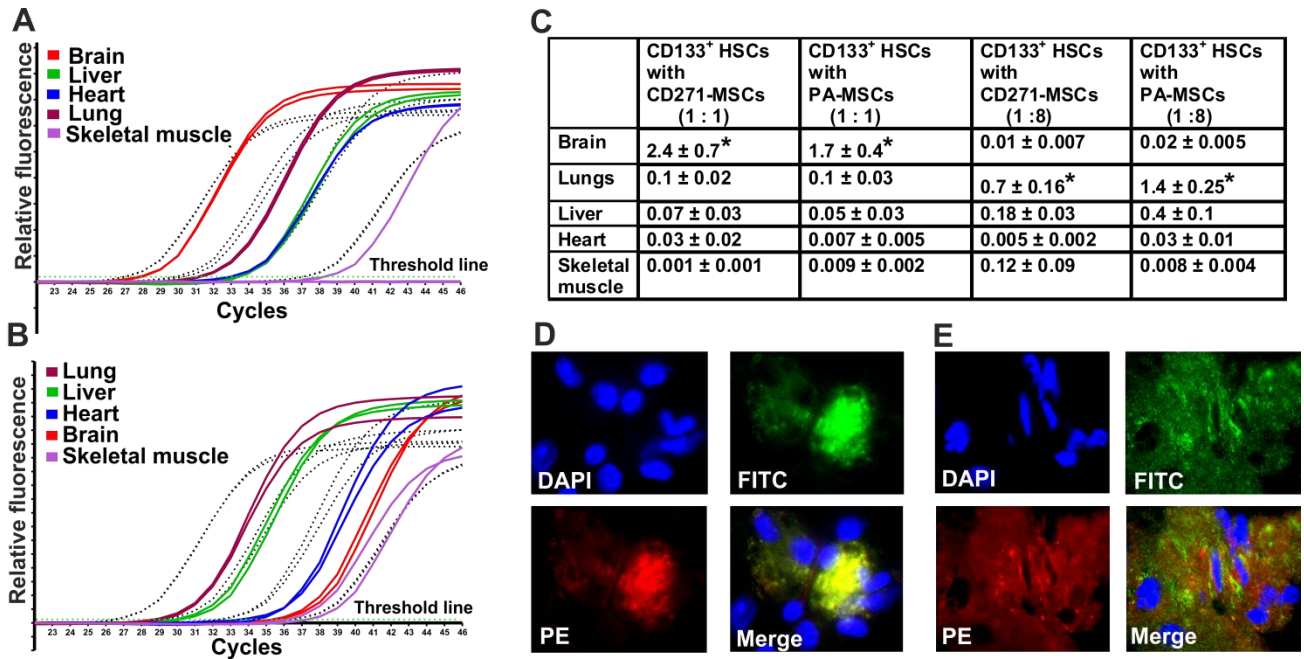 A
Relative fluorescence
Brain
Liver
Heart
Lung
Skeletal muscle
Threshold line
23 24 25 26 27 28 29 30 31 32 33 34 35 36 37 38 39 40 41 42 43 44 45 46
Cycles
B
Relative fluorescence
Lung
Liver
Heart
Brain
Skeletal muscle
Threshold line
23 24 25 26 27 28 29 30 31 32 33 34 35 36 37 38 39 40 41 42 43 44 45 46
Cycles
C
CD133⁺ HSCs
with
CD271-MSCs
(1 : 1)
CD133⁺ HSCs
with
PA-MSCs
(1 : 1)
CD133⁺ HSCs
with
CD271-MSCs
(1 :8)
CD133⁺ HSCs
with
PA-MSCs
(1 :8)
Brain 2.4 ± 0.7* 1.7 ± 0.4* 0.01 ± 0.007 0.02 ± 0.005
Lungs 0.1 ± 0.02 0.1 ± 0.03 0.7 ± 0.16* 1.4 ± 0.25*
Liver 0.07 ± 0.03 0.05 ± 0.03 0.18 ± 0.03 0.4 ± 0.1
Heart 0.03 ± 0.02 0.007 ± 0.005 0.005 ± 0.002 0.03 ± 0.01
Skeletal 0.001 ± 0.001 0.009 ± 0.002 0.12 ± 0.09 0.008 ± 0.004
muscle
D
DAPI
FITC
PE
Merge
E
DAPI
FITC
PE
Merge